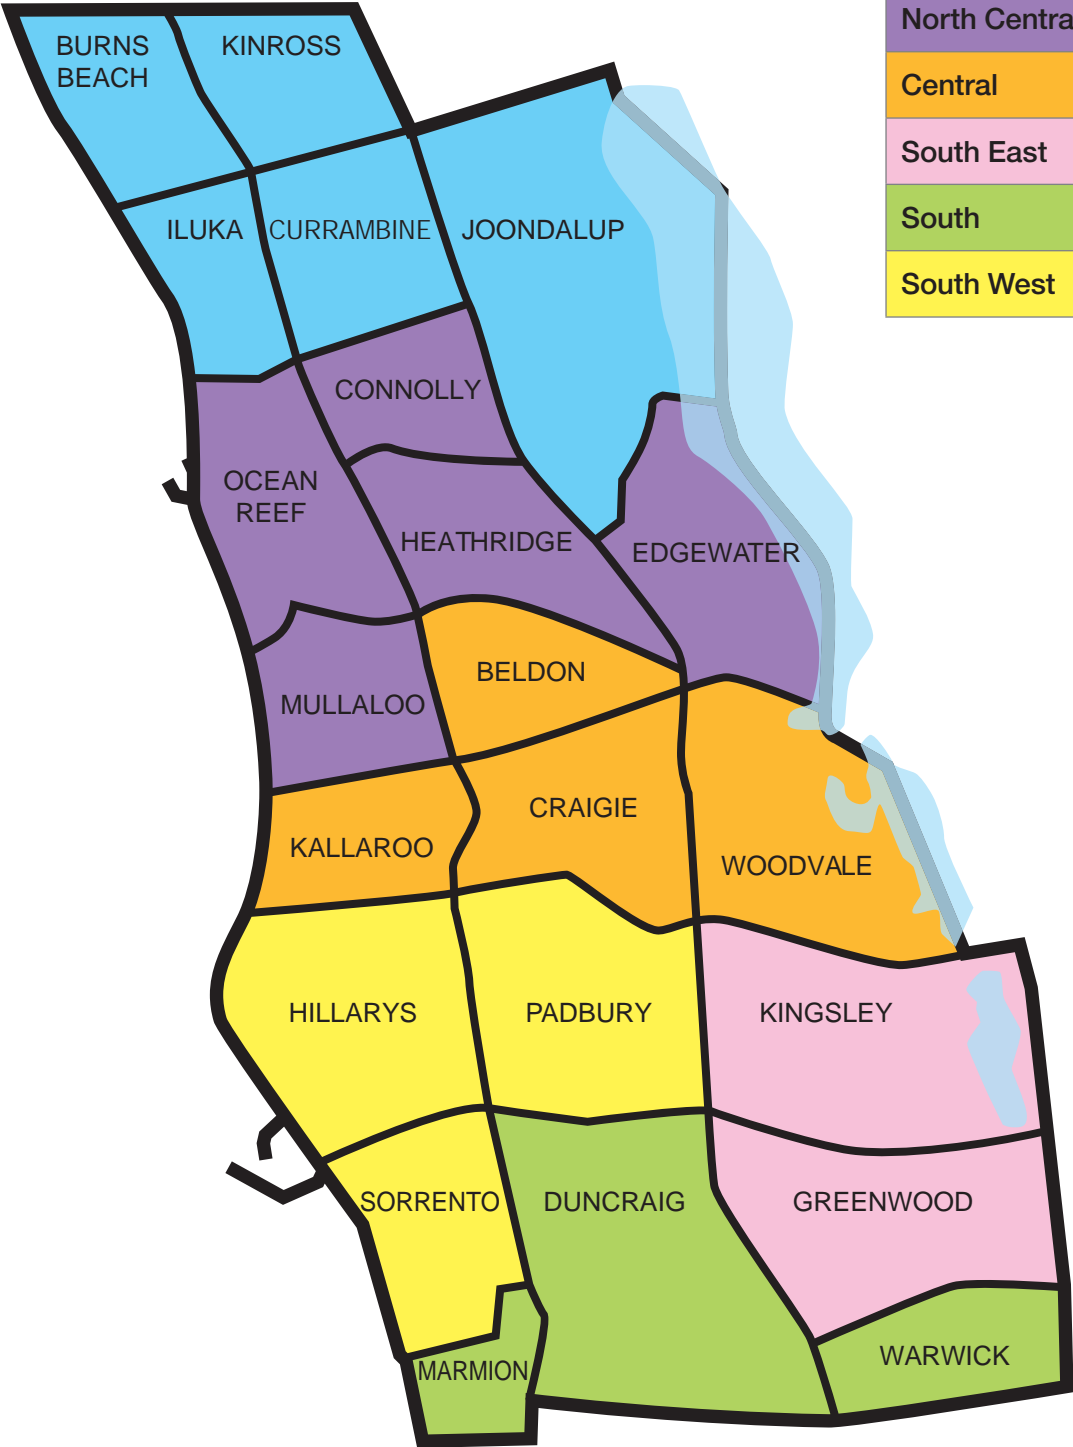 BURNS
BEACH
KINROSS
North Centra
Central
South East
South
South West
ILUKA
CURRAMBINE
JOONDALUP
CONNOLLY
OCEAN
REEF
HEATHRIDGE
EDGEWATER
BELDON
MULLALOO
CRAIGIE
KALLAROO
WOODVALE
HILLARYS
PADBURY
KINGSLEY
SORRENTO
DUNCRAIG
GREENWOOD
WARWICK
MARMION